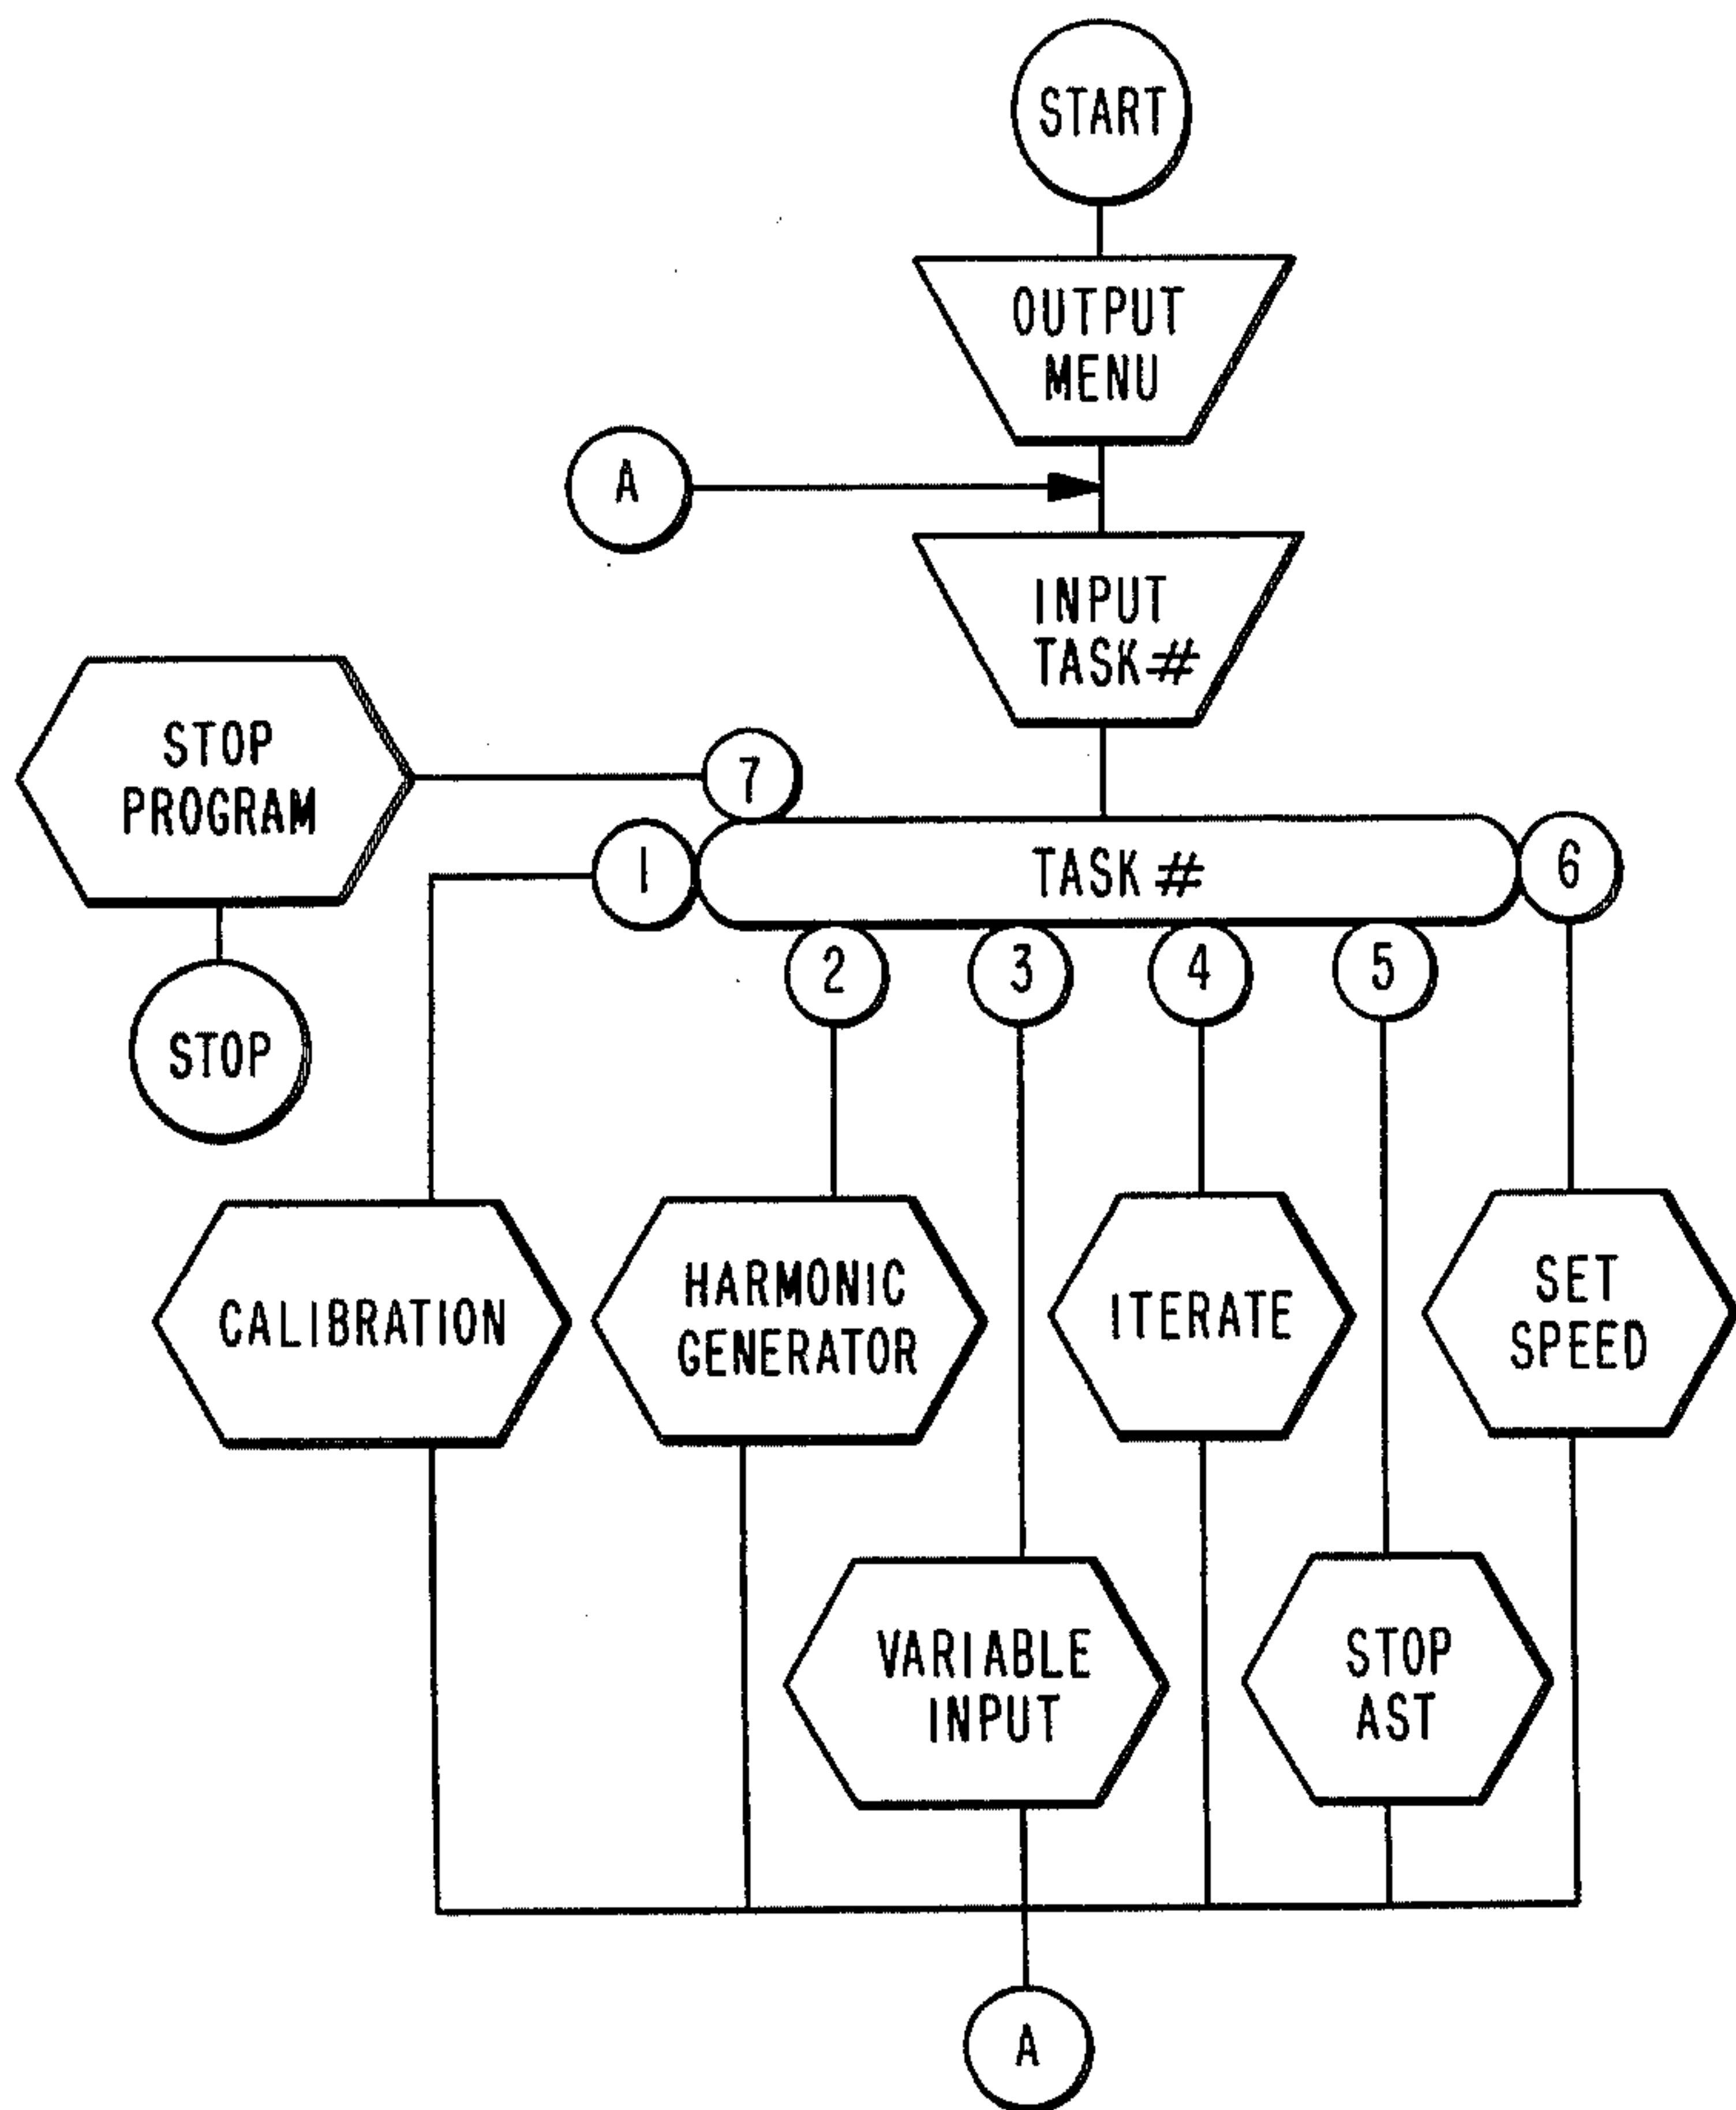 START
OUTPUT
MENU
A
INPUT
TASK #
STOP
PROGRAM
7
1
TASK #
6
2
3
4
5
STOP
CALIBRATION
HARMONIC
GENERATOR
ITERATE
SET
SPEED
VARIABLE
INPUT
STOP
AST
A